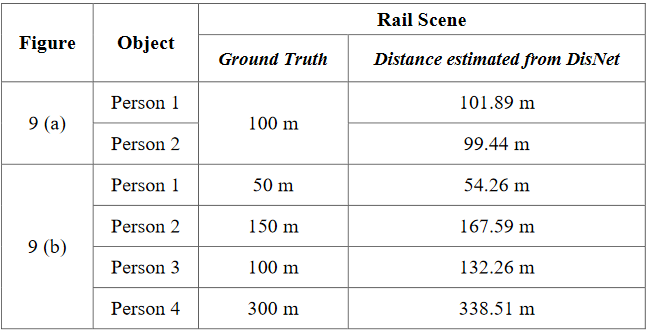 Rail Scene
Figure Object
Ground Truth Distance estimated from DisNet
Person 1 101.89 m
9 (a) 100 m
Person 2 99.44 m
Person 1 50 m 54.26 m
Person 2 150 m 167.59 m
9 (b)
Person 3 100 m 132.26 m
Person 4 300 m 338.51 m